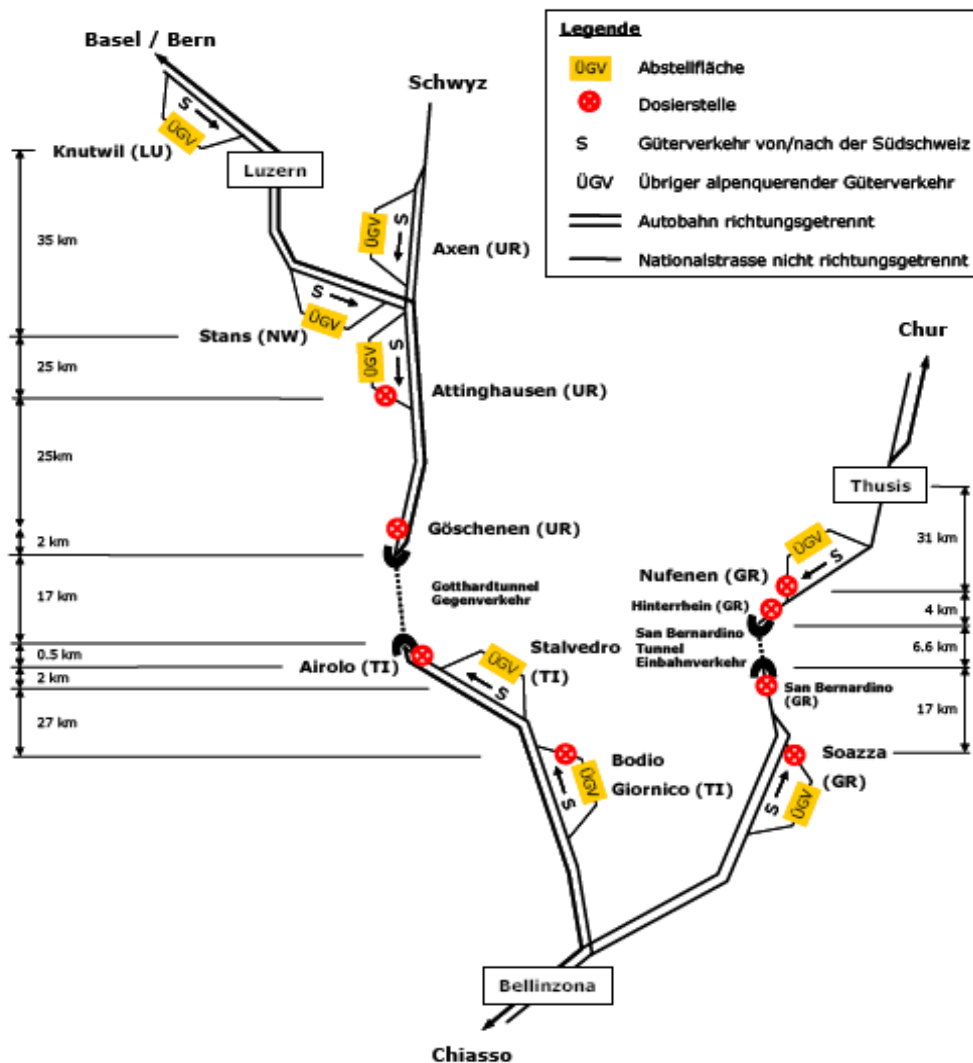 Basel / Bern
Schwyz
Legende
ÜGV Abstellfläche
Dosierstelle
S Güterverkehr von/nach der Südschweiz
ÜGV Übriger alpenquerender Güterverkehr
Autobahn richtungsgetrennt
Nationalstrasse nicht richtungsgetrennt
S
ÜGV
Knutwil (LU)
Luzern
35 km
ÜGV
S
Axen (UR)
S
ÜGV
Stans (NW)
25 km
ÜGV
S
Attinghausen (UR)
Chur
25km
Thusis
2 km
Göschenen (UR)
31 km
ÜGV
S
Nufenen (GR)
17 km
Gotthardtunnel
Gegenverkehr
Hinterrhein (GR)
4 km
San Bernardino
Tunnel
Einbahnverkehr
6.6 km
0.5 km
Airolo (TI)
Stalvedro
(TI)
ÜGV
S
2 km
San Bernardino
(GR)
17 km
27 km
Bodio
Giornico (TI)
ÜGV
S
Soazza
(GR)
S
ÜGV
Bellinzona
Chiasso